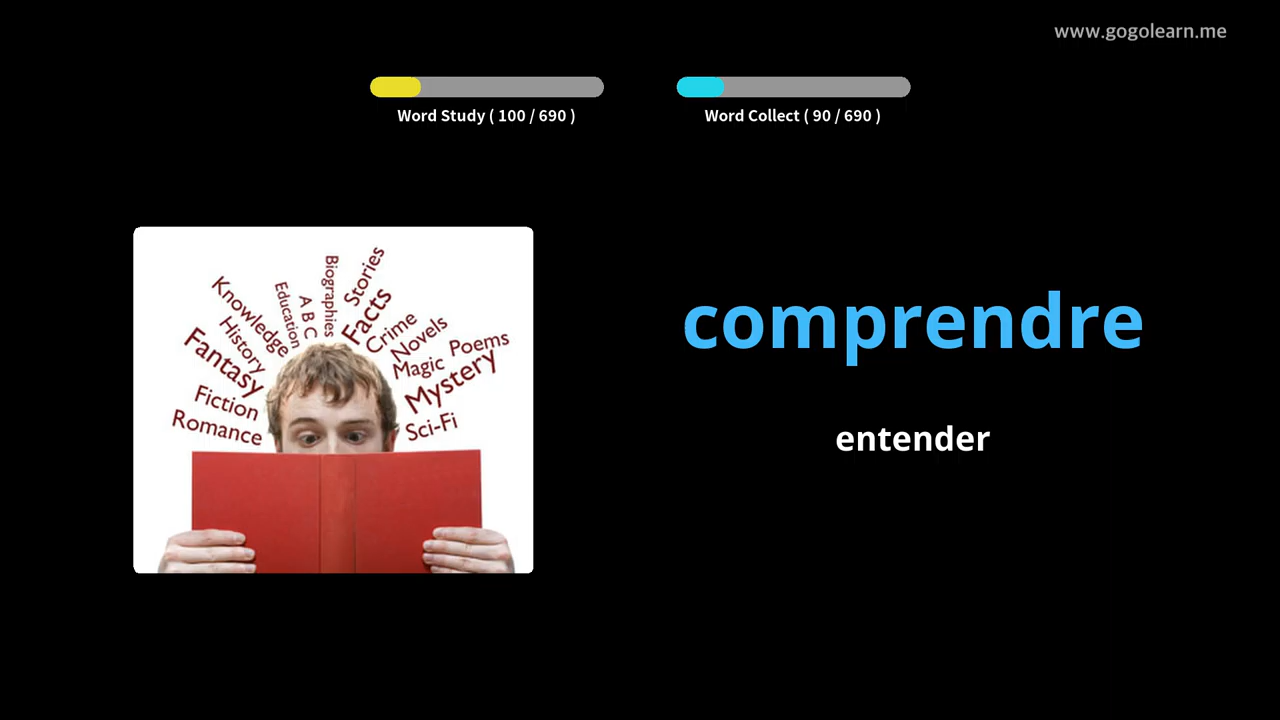 www.gogolearn.me
Word Study ( 100 / 690 )
Word Collect ( 90 / 690 )
Knowledge
History
Fantasy
Fiction
Romance
Education
A B C
Biographies
Stories
Facts
Crime
Novels
Magic
Poems
Mystery
Sci-Fi
comprendre
entender